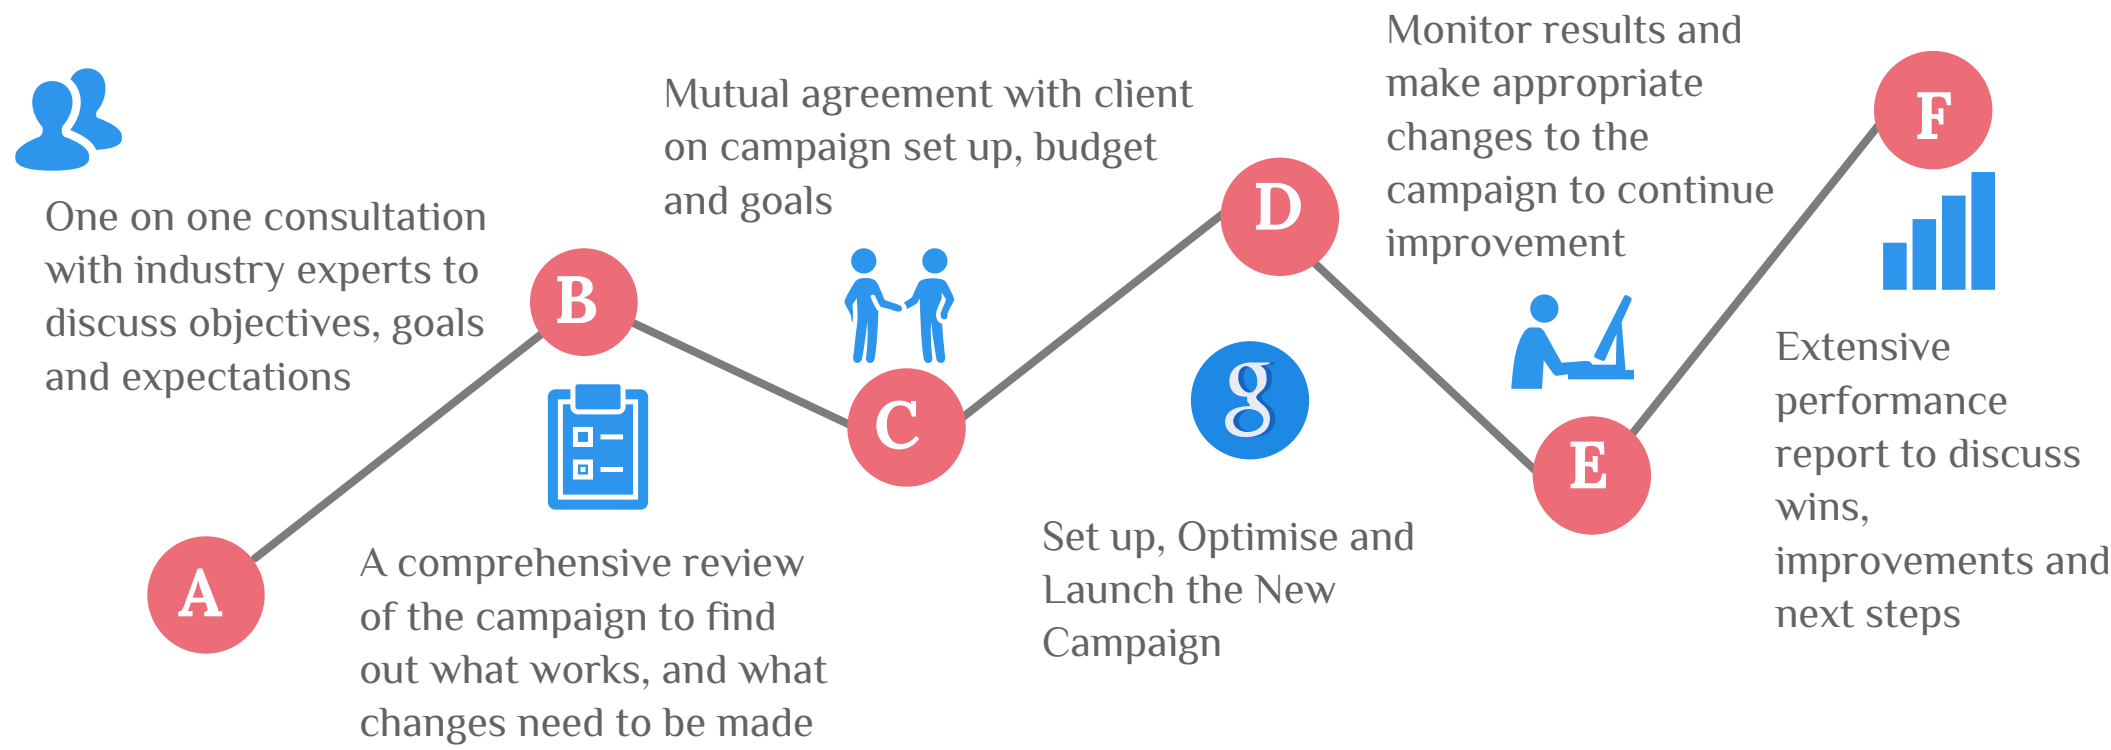 A
One on one consultation
with industry experts to
discuss objectives, goals
and expectations
B
A comprehensive review
of the campaign to find
out what works, and what
changes need to be made
C
Mutual agreement with client
on campaign set up, budget
and goals
D
g
Set up, Optimise and
Launch the New
Campaign
E
Monitor results and
make appropriate
changes to the
campaign to continue
improvement
F
Extensive
performance
report to discuss
wins,
improvements and
next steps